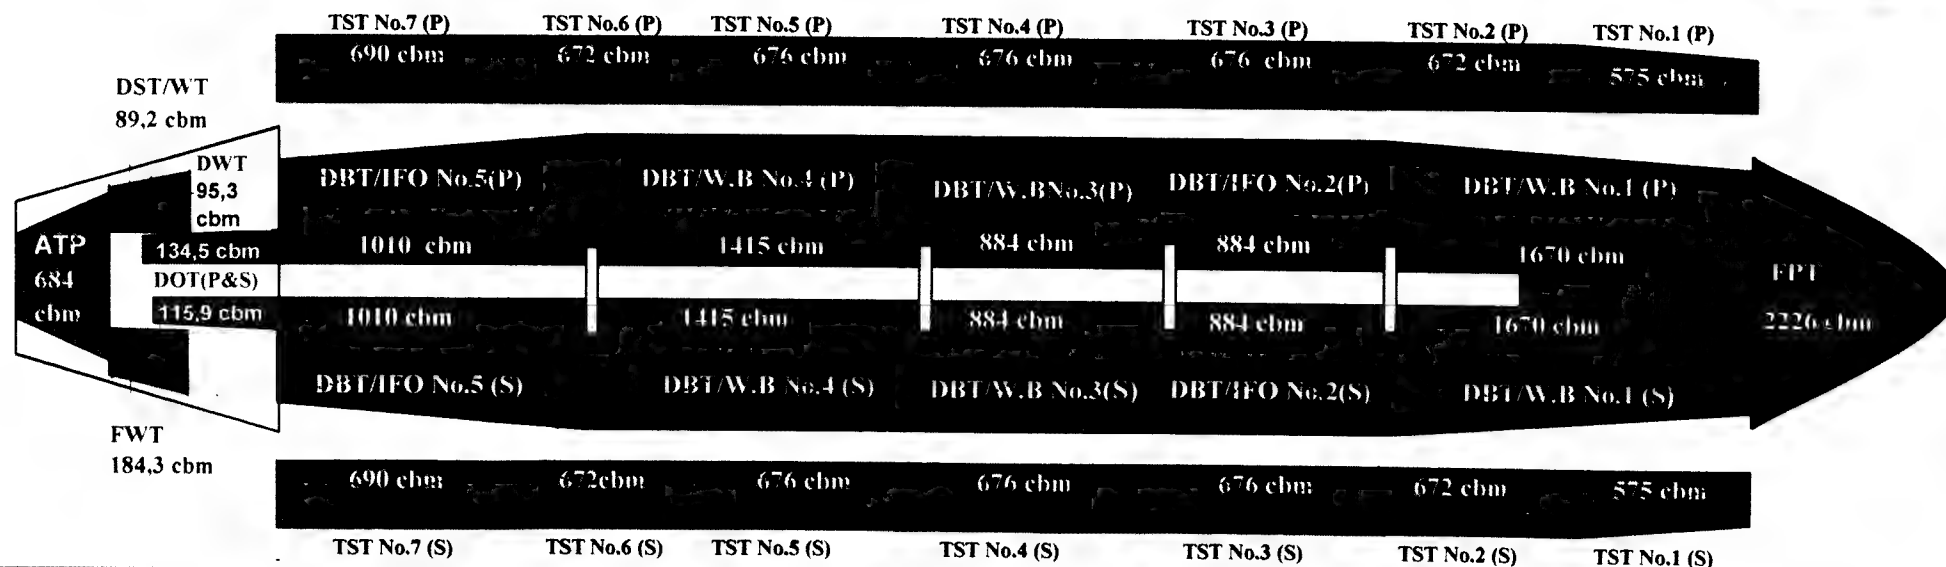 TST No.7 (P) TST No.6 (P) TST No.5 (P) TST No.4 (P) TST No.3 (P) TST No.2 (P) TST No.1 (P)
690 cbm 672 cbm 676 cbm 676 cbm 676 cbm 672 cbm 575 cbm
DST/WT
89,2 cbm
DWT
95,3
cbm
DBT/IFO No.5(P) DBT/W.B No.4 (P) DBT/W.BNo.3(P) DBT/IFO No.2(P) DBT/W.B No.1 (P)
ATP
684
cbm
134,5 cbm
DOT(P&S)
115,9 cbm
1010 cbm 1415 cbm 884 cbm 884 cbm 1670 cbm
FPT
2226 cbm
1010 cbm 1415 cbm 884 cbm 884 cbm 1670 cbm
DBT/IFO No.5 (S) DBT/W.B No.4 (S) DBT/W.B No.3(S) DBT/IFO No.2(S) DBT/W.B No.1 (S)
FWT
184,3 cbm
690 cbm 672cbm 676 cbm 676 cbm 676 cbm 672 cbm 575 cbm
TST No.7 (S) TST No.6 (S) TST No.5 (S) TST No.4 (S) TST No.3 (S) TST No.2 (S) TST No.1 (S)